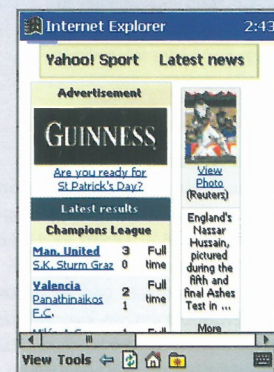 Internet Explorer 2:43
Yahoo! Sport Latest news
Advertisement
GUINNESS
Are you ready for
St Patrick's Day?
Latest results
Champions League
Man. United 3 Full
S.K. Sturm Graz 0 time
Valencia 2 Full
Panathinaikos 1 time
F.C.
View
Photo
(Reuters)
England's
Nassar
Hussain,
pictured
during the
fifth and
final Ashes
Test in ...
More
View Tools